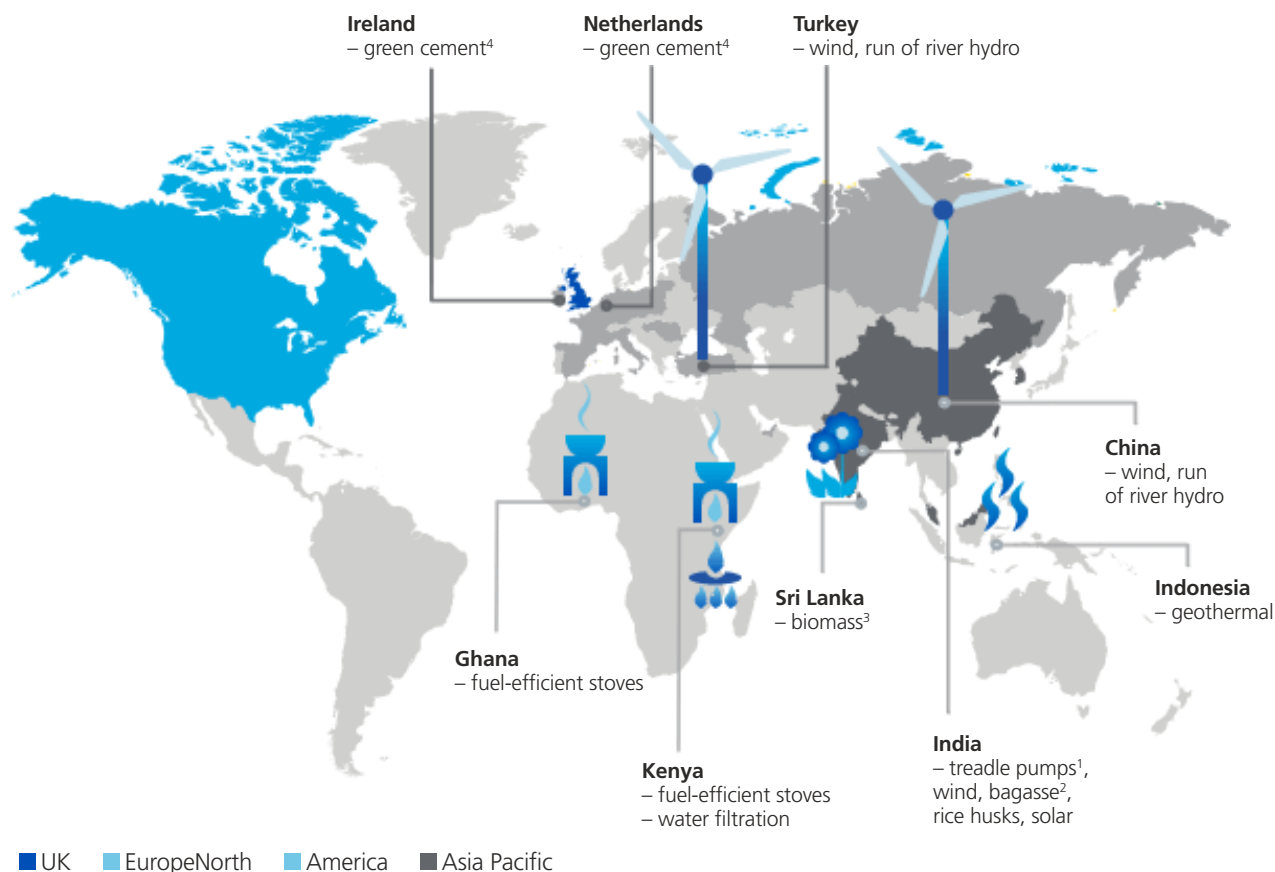 Ireland
– green cement⁴
Netherlands
– green cement⁴
Turkey
– wind, run of river hydro
China
– wind, run
of river hydro
Indonesia
– geothermal
Sri Lanka
– biomass³
Ghana
– fuel-efficient stoves
Kenya
– fuel-efficient stoves
– water filtration
India
– treadle pumps¹,
wind, bagasse²,
rice husks, solar
UK EuropeNorth America Asia Pacific